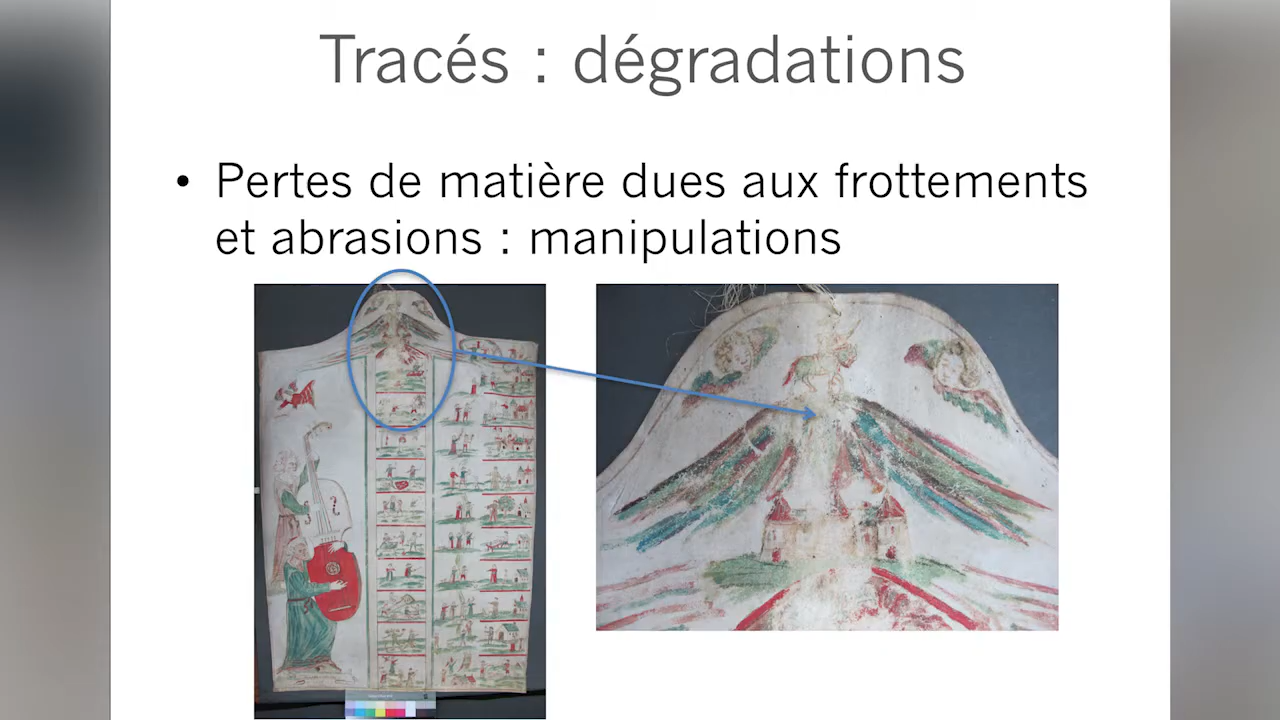 Tracés : dégradations
• Pertes de matière dues aux frottements
et abrasions : manipulations